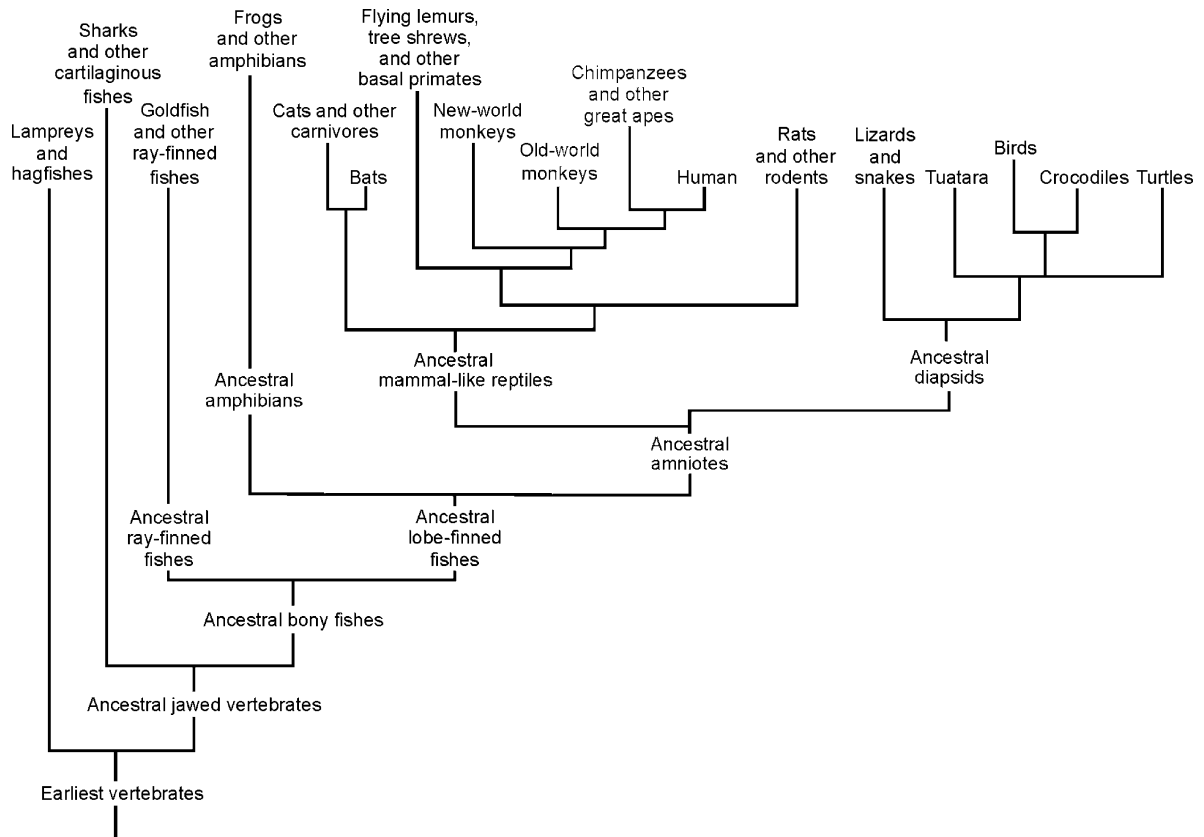 Sharks
and other
cartilaginous
fishes
Frogs
and other
amphibians
Flying lemurs,
tree shrews,
and other
basal primates
Chimpanzees
and other
great apes
Lampreys
and
hagfishes
Goldfish
and other
ray-finned
fishes
Cats and other
carnivores
Bats
New-world
monkeys
Old-world
monkeys
Human
Rats
and other
rodents
Lizards
and
snakes
Tuatara
Birds
Crocodiles
Turtles
Ancestral
mammal-like reptiles
Ancestral
diapsids
Ancestral
amphibians
Ancestral
amniotes
Ancestral
ray-finned
fishes
Ancestral
lobe-finned
fishes
Ancestral bony fishes
Ancestral jawed vertebrates
Earliest vertebrates